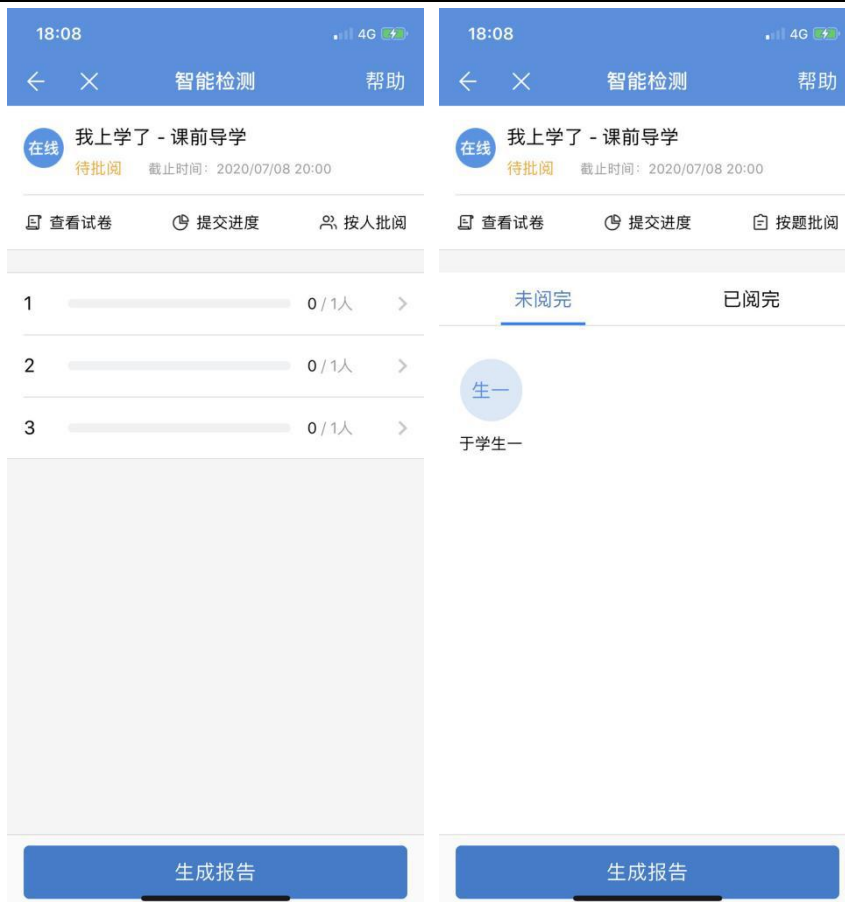 18:08 4G
智能检测 帮助
在线 我上学了 - 课前导学
待批阅 截止时间：2020/07/08 20:00
查看试卷 提交进度 按人批阅
1 0 / 1人
2 0 / 1人
3 0 / 1人
生成报告
18:08 4G
智能检测 帮助
在线 我上学了 - 课前导学
待批阅 截止时间：2020/07/08 20:00
查看试卷 提交进度 按题批阅
未阅完 已阅完
生一
于学生一
生成报告